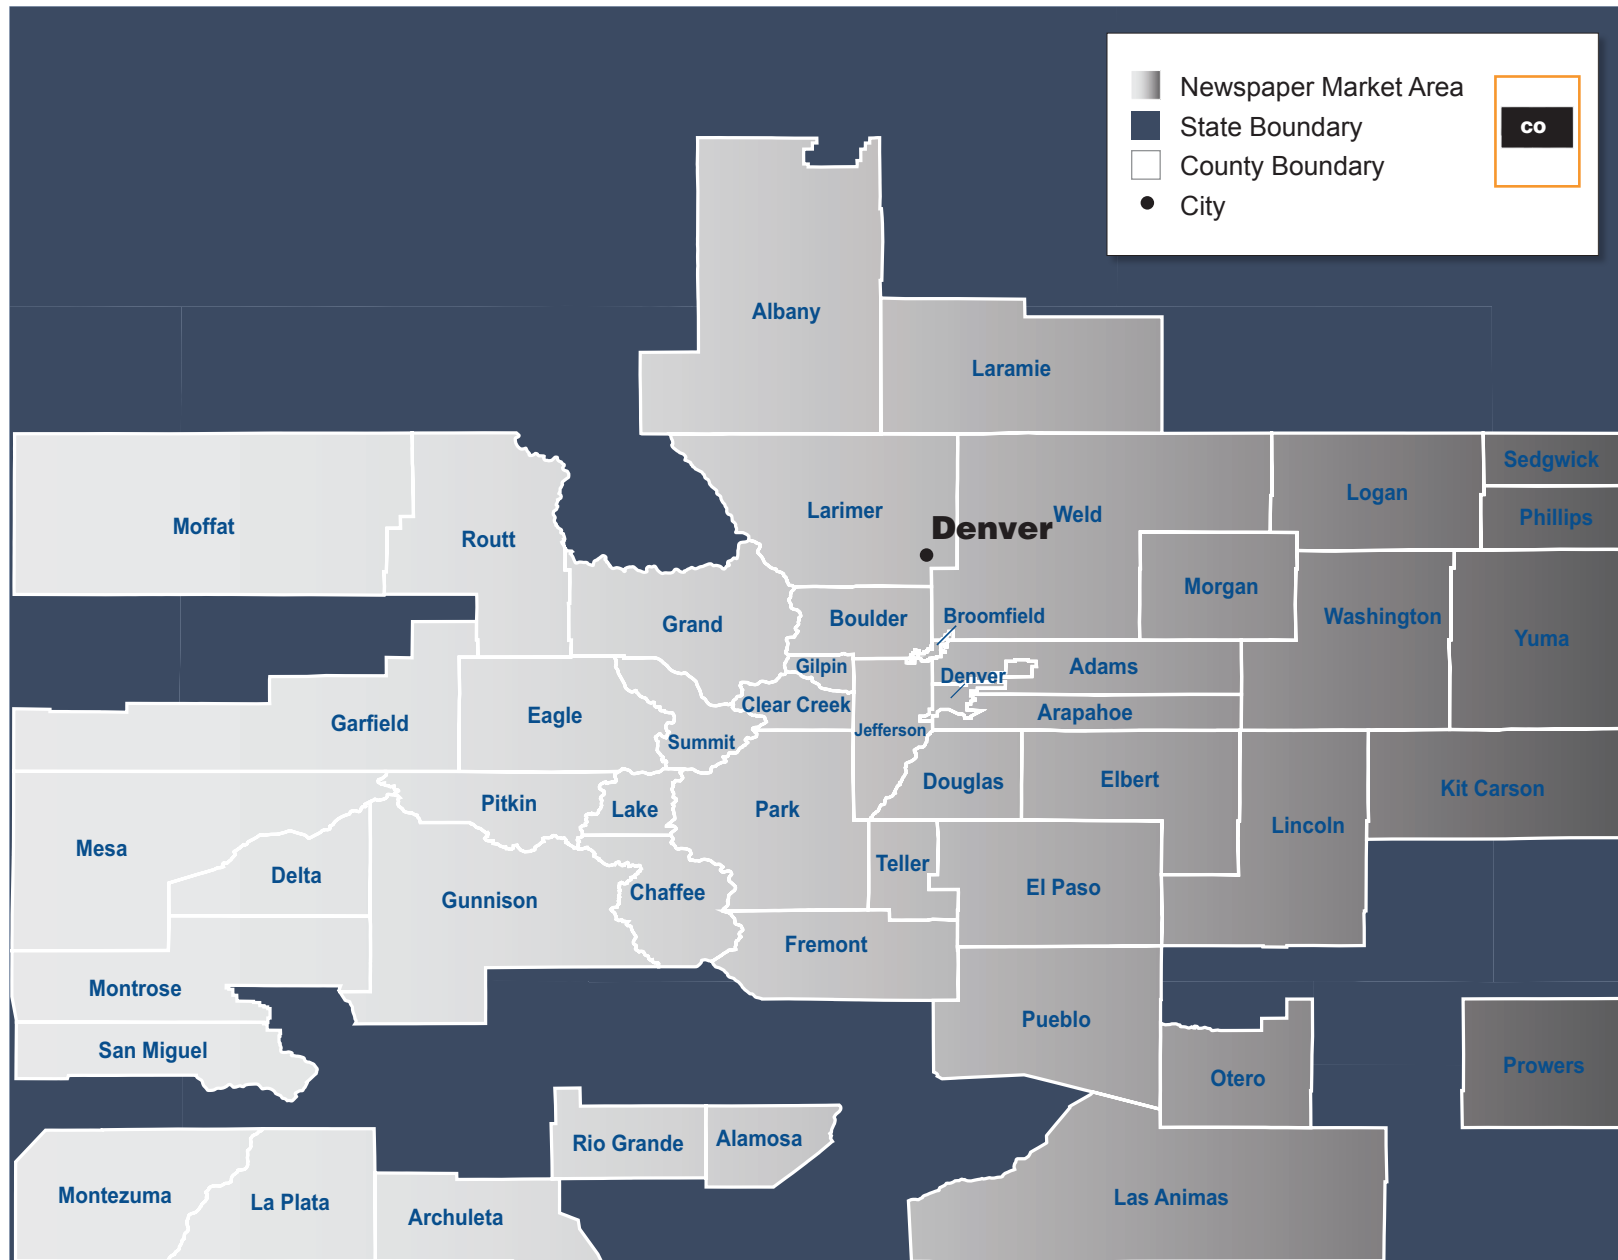 Newspaper Market Area
State Boundary
County Boundary
City
co
Albany
Laramie
Sedgwick
Logan
Phillips
Moffat
Routt
Larimer
Denver
Weld
Morgan
Grand
Boulder
Broomfield
Washington
Yuma
Gilpin
Denver
Adams
Clear Creek
Arapahoe
Garfield
Eagle
Summit
Jefferson
Douglas
Elbert
Kit Carson
Pitkin
Lake
Park
Lincoln
Mesa
Delta
Teller
Gunnison
Chaffee
El Paso
Fremont
Montrose
Pueblo
San Miguel
Otero
Prowers
Rio Grande
Alamosa
Montezuma
La Plata
Archuleta
Las Animas